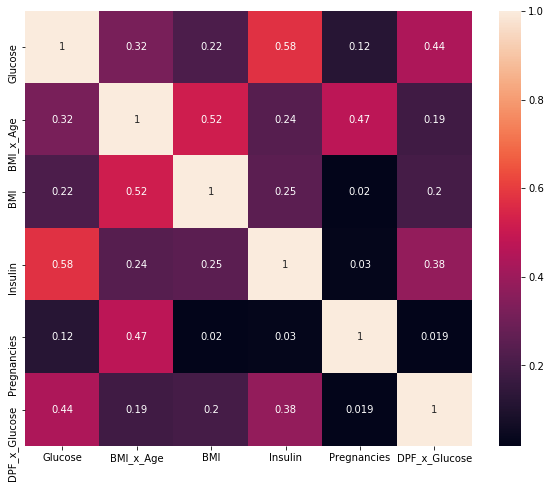 Glucose 1 0.32 0.22 0.58 0.12 0.44
BMI_x_Age 0.32 1 0.52 0.24 0.47 0.19
BMI 0.22 0.52 1 0.25 0.02 0.2
Insulin 0.58 0.24 0.25 1 0.03 0.38
Pregnancies 0.12 0.47 0.02 0.03 1 0.019
DPF_x_Glucose 0.44 0.19 0.2 0.38 0.019 1
Glucose BMI_x_Age BMI Insulin Pregnancies DPF_x_Glucose
1.0
0.8
0.6
0.4
0.2